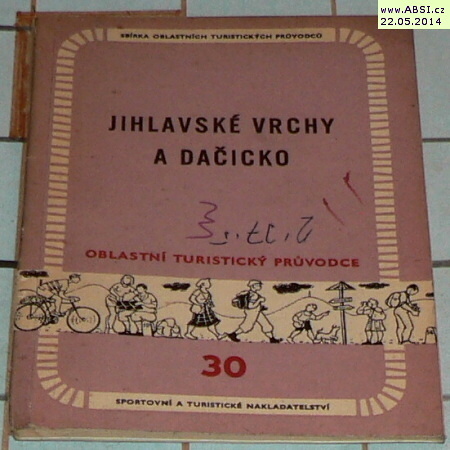 www.ABSI.cz
22.05.2014
SBÍRKA OBLASTNÍCH TURISTICKÝCH PRŮVODCŮ
JIHLAVSKÉ VRCHY
A DAČICKO
OBLASTNÍ TURISTICKÝ PRŮVODCE
30
SPORTOVNÍ A TURISTICKÉ NAKLADATELSTVÍ